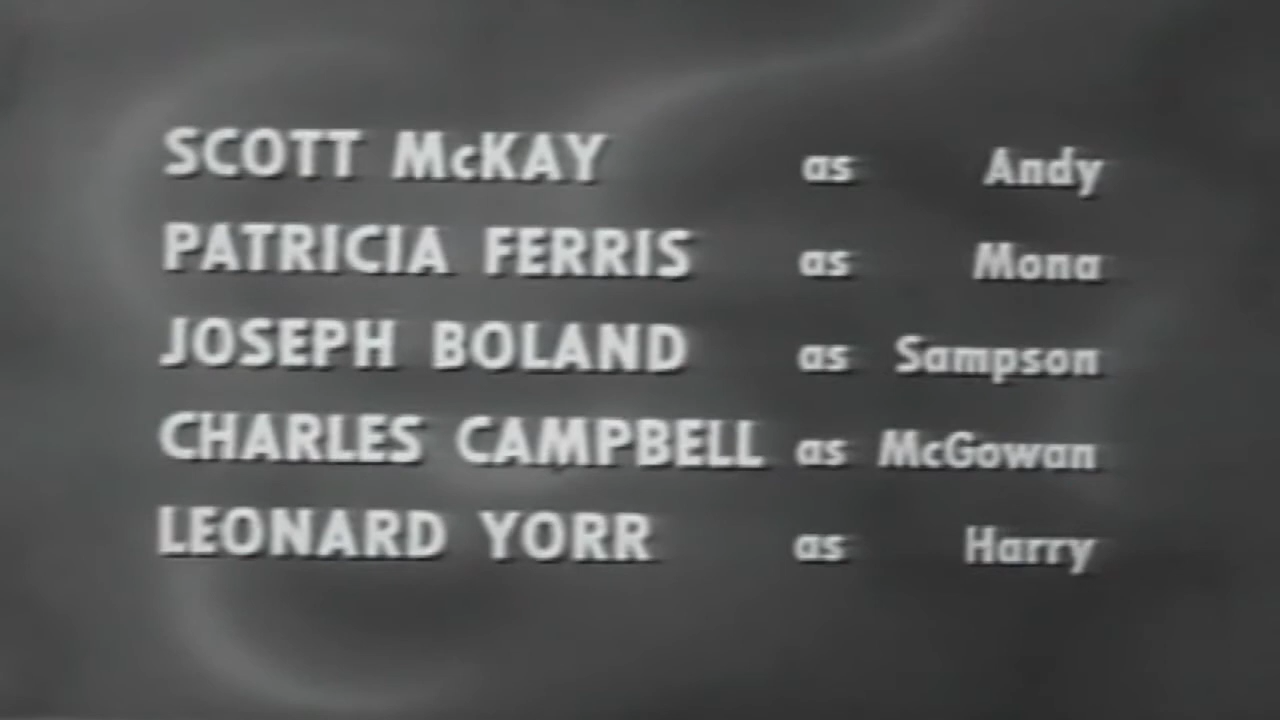 SCOTT McKAY as Andy
PATRICIA FERRIS as Mona
JOSEPH BOLAND as Sampson
CHARLES CAMPBELL as McGowan
LEONARD YORR as Harry